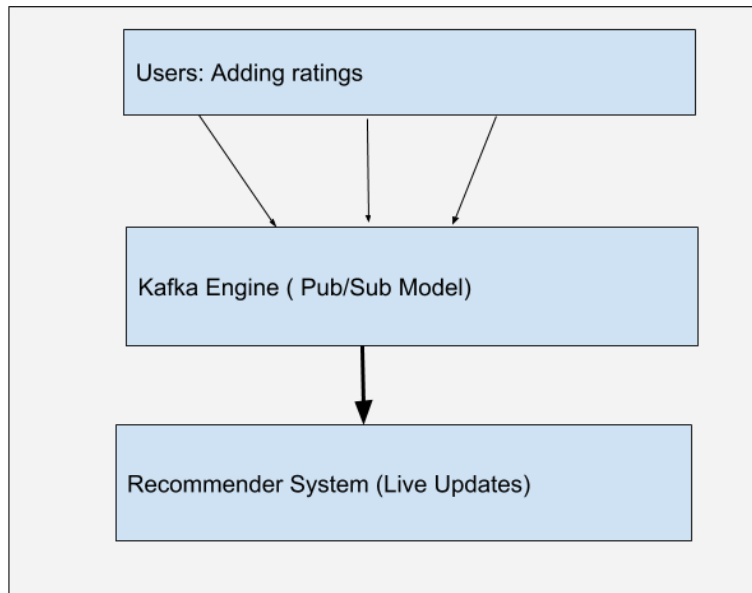 Users: Adding ratings
Kafka Engine ( Pub/Sub Model)
Recommender System (Live Updates)